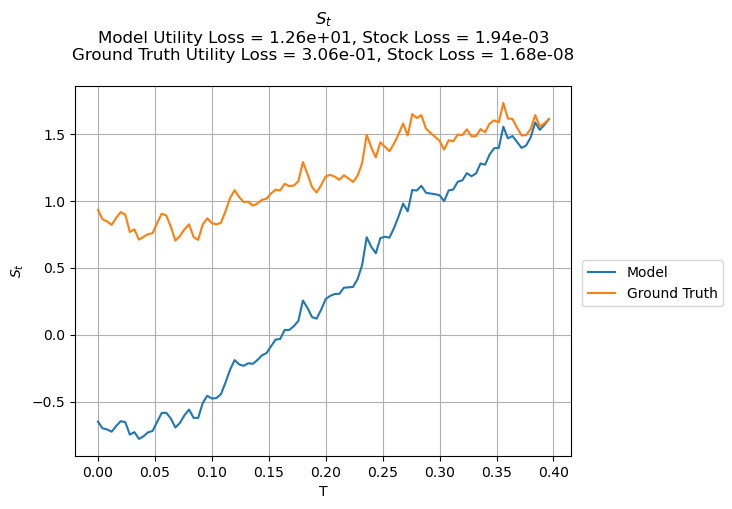 S_t
Model Utility Loss = 1.26e+01, Stock Loss = 1.94e-03
Ground Truth Utility Loss = 3.06e-01, Stock Loss = 1.68e-08
1.5
1.0
0.5
0.0
−0.5
S_t
0.00 0.05 0.10 0.15 0.20 0.25 0.30 0.35 0.40
T
Model
Ground Truth